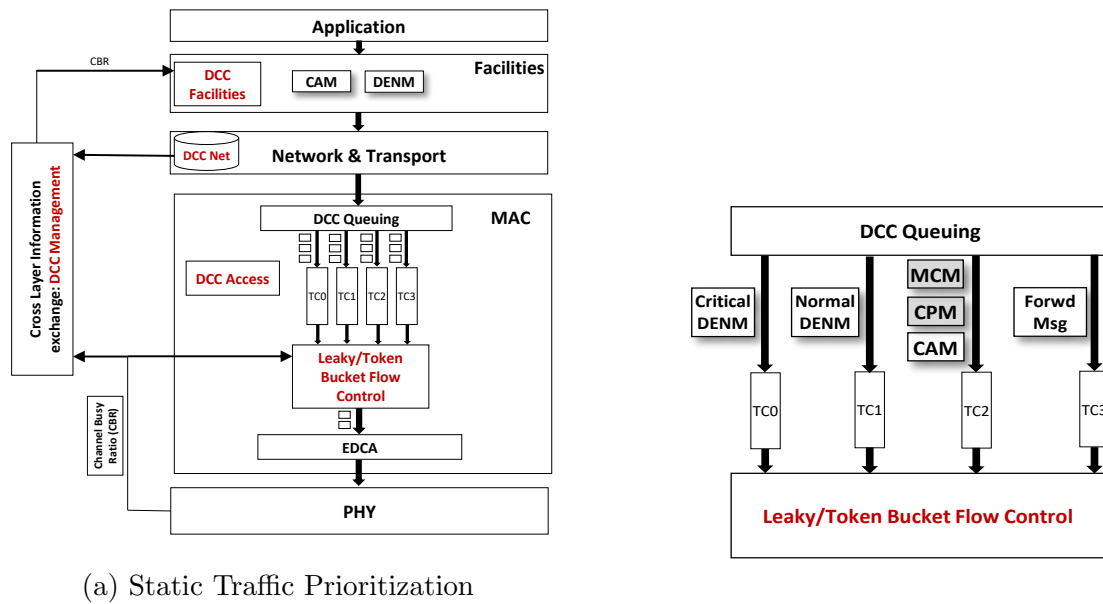 Application
CBR
Facilities
DCC
Facilities
CAM
DENM
DCC Net
Network & Transport
Cross Layer Information
exchange: DCC Management
MAC
DCC Queuing
DCC Access
TC0
TC1
TC2
TC3
Leaky/Token
Bucket Flow
Control
Channel Busy
Ratio (CBR)
EDCA
PHY
(a) Static Traffic Prioritization
DCC Queuing
Critical
DENM
Normal
DENM
MCM
CPM
CAM
Forwd
Msg
TC0
TC1
TC2
TC3
Leaky/Token Bucket Flow Control